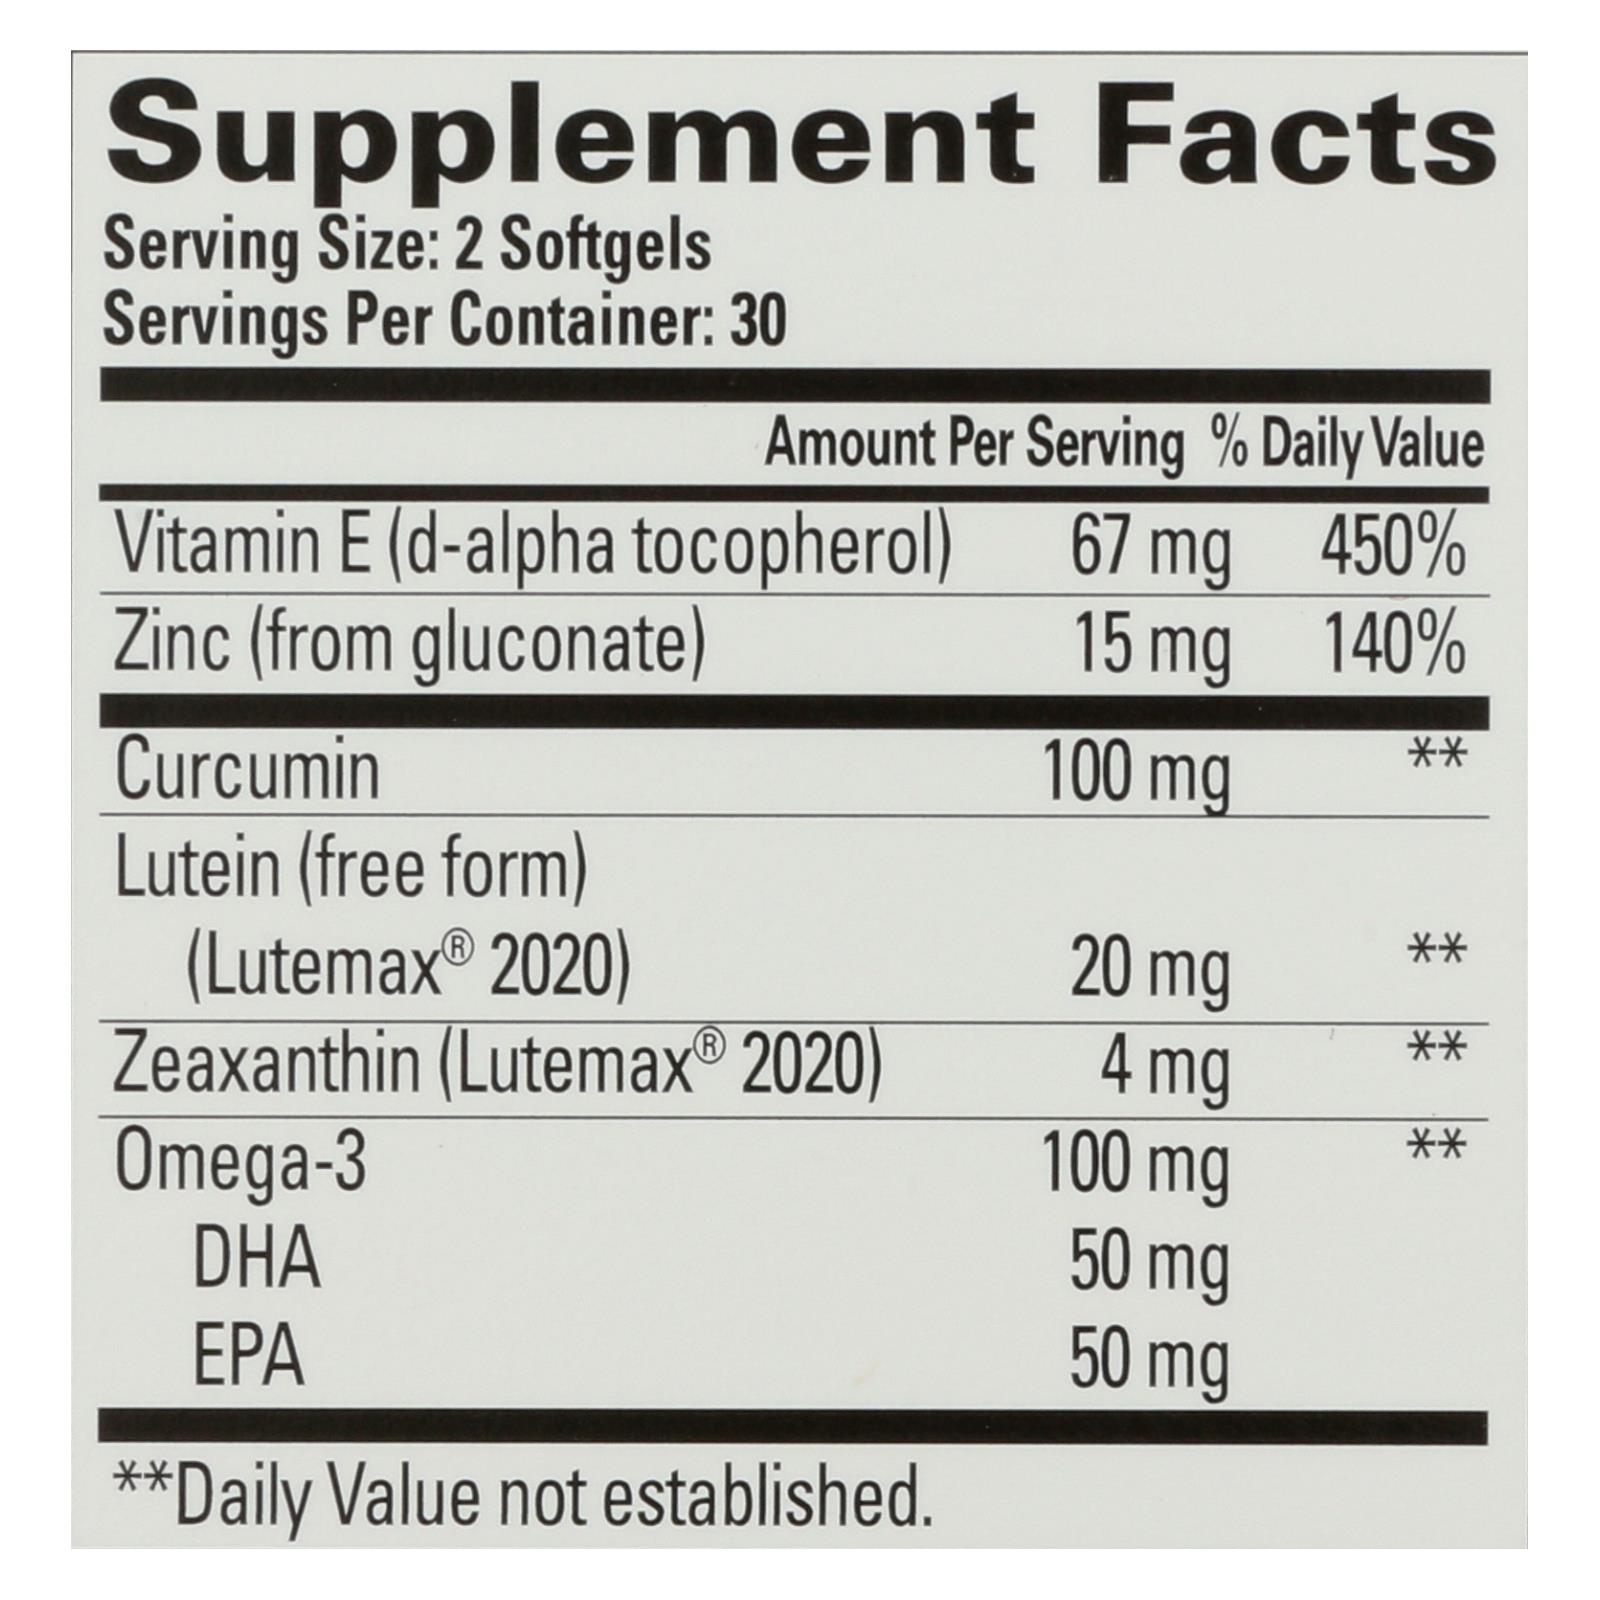 Supplement Facts
Serving Size: 2 Softgels
Servings Per Container: 30
Amount Per Serving % Daily Value
Vitamin E (d-alpha tocopherol) 67 mg 450%
Zinc (from gluconate) 15 mg 140%
Curcumin 100 mg **
Lutein (free form)
(Lutemax® 2020) 20 mg **
Zeaxanthin (Lutemax® 2020) 4 mg **
Omega-3 100 mg **
DHA 50 mg
EPA 50 mg
**Daily Value not established.